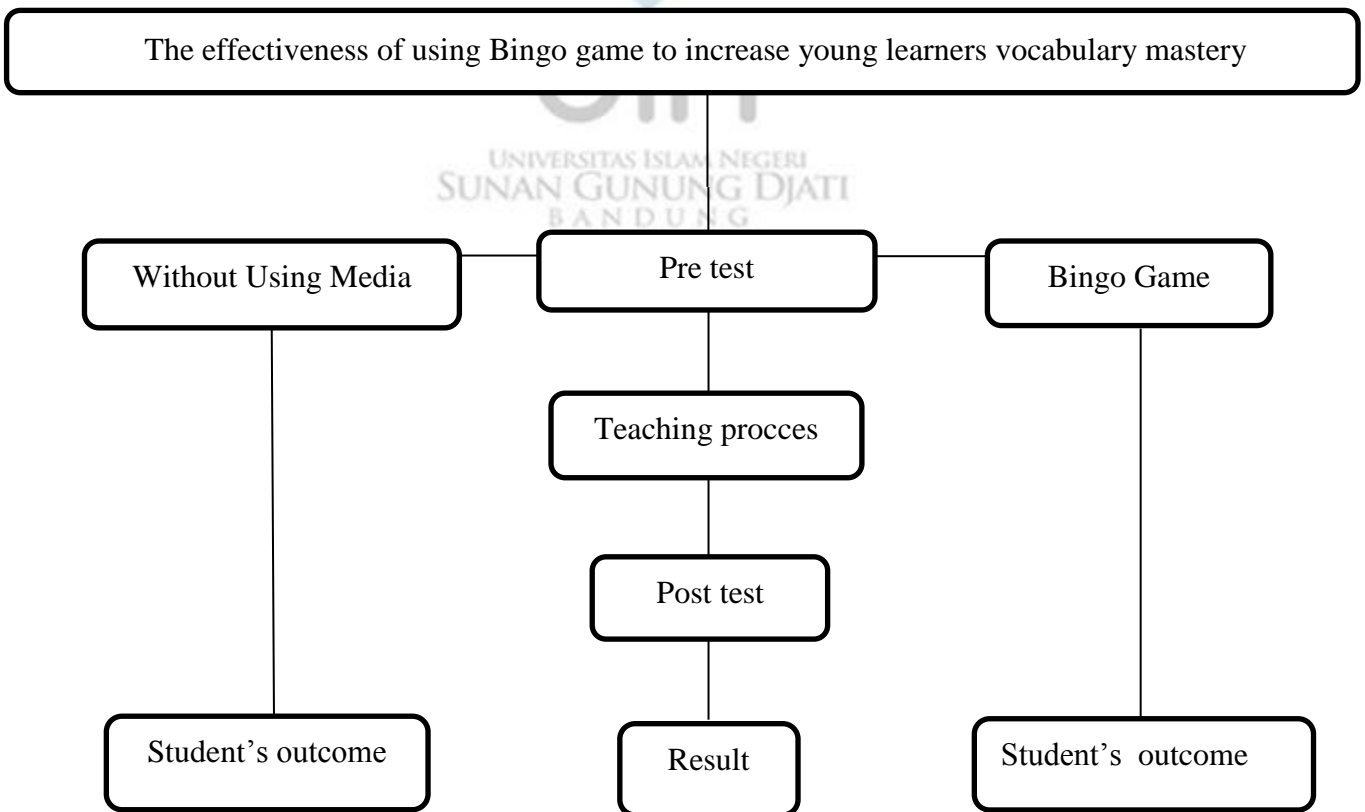 The effectiveness of using Bingo game to increase young learners vocabulary mastery
UNIVERSITAS ISLAM NEGERI
SUNAN GUNUNG DJATI
BANDUNG
Without Using Media
Pre test
Bingo Game
Teaching procces
Post test
Student’s outcome
Result
Student’s outcome